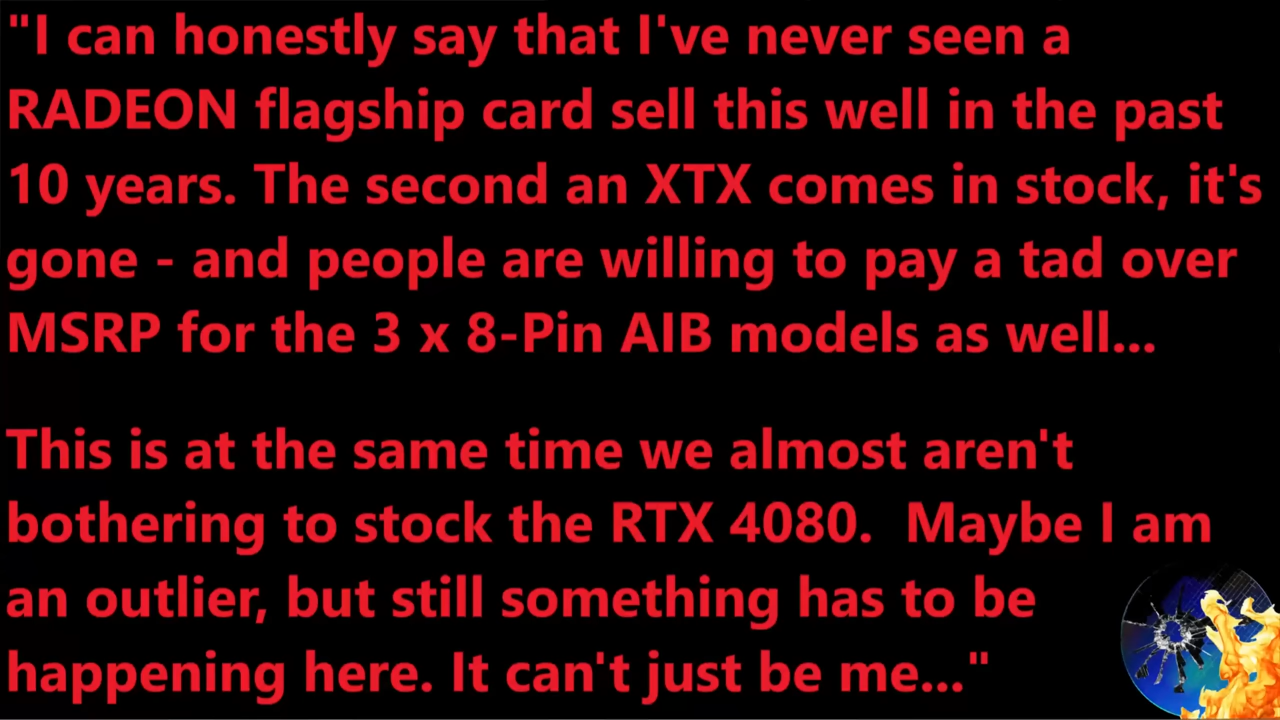 "I can honestly say that I've never seen a
RADEON flagship card sell this well in the past
10 years. The second an XTX comes in stock, it's
gone - and people are willing to pay a tad over
MSRP for the 3 x 8-Pin AIB models as well...
This is at the same time we almost aren't
bothering to stock the RTX 4080.  Maybe I am
an outlier, but still something has to be
happening here. It can't just be me..."